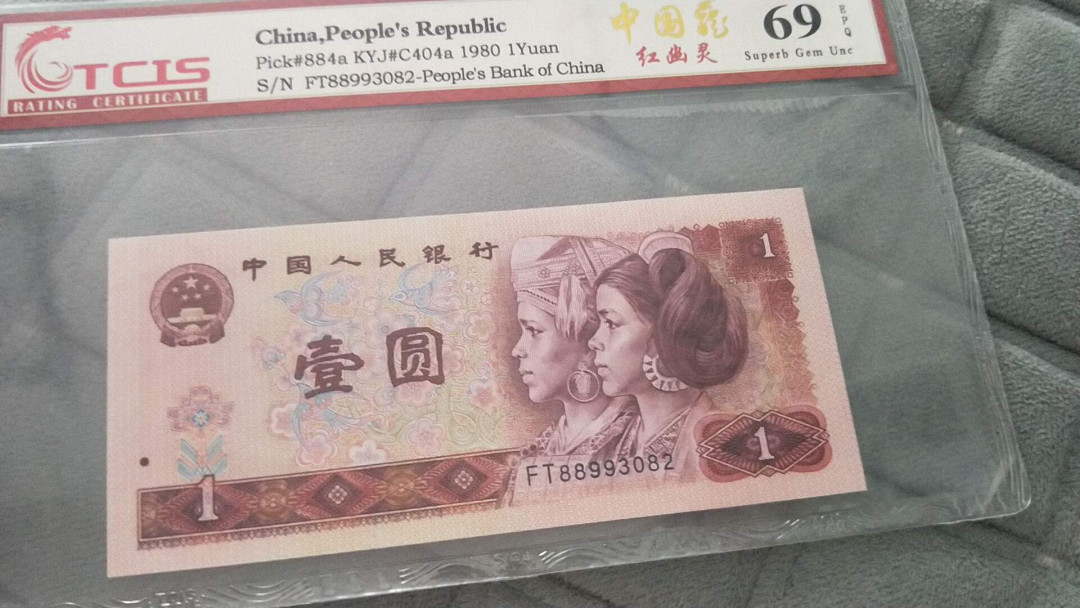 China,People's Republic
Pick#884a KYJ#C404a 1980 1Yuan
S/N FT88993082-People's Bank of China
TCIS
RATING CERTIFICATE
中国龙
红幽灵
69
EPQ
Superb Gem Unc
中国人民银行
壹圆
1
1
1
FT88993082